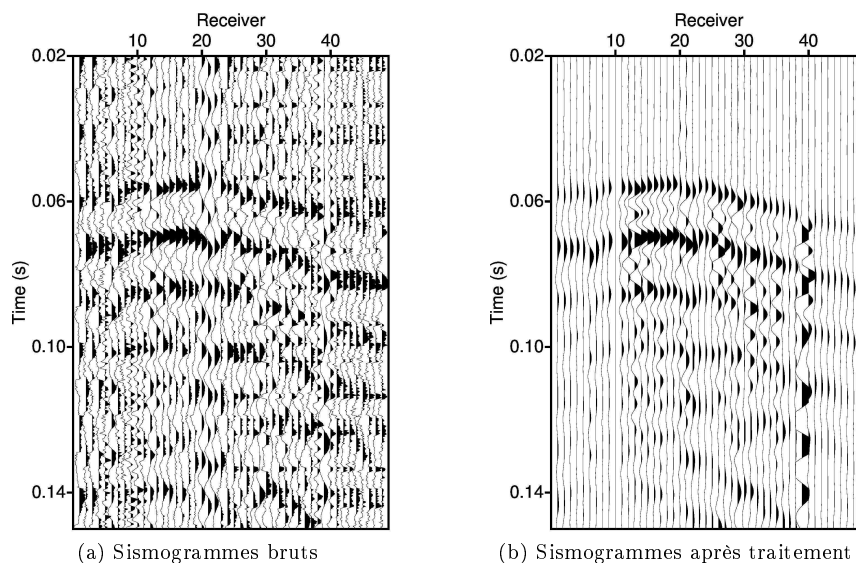 Receiver
10 20 30 40
0.02
0.06
0.10
0.14
Time (s)
(a) Sismogrammes bruts
Receiver
10 20 30 40
0.02
0.06
0.10
0.14
Time (s)
(b) Sismogrammes après traitement